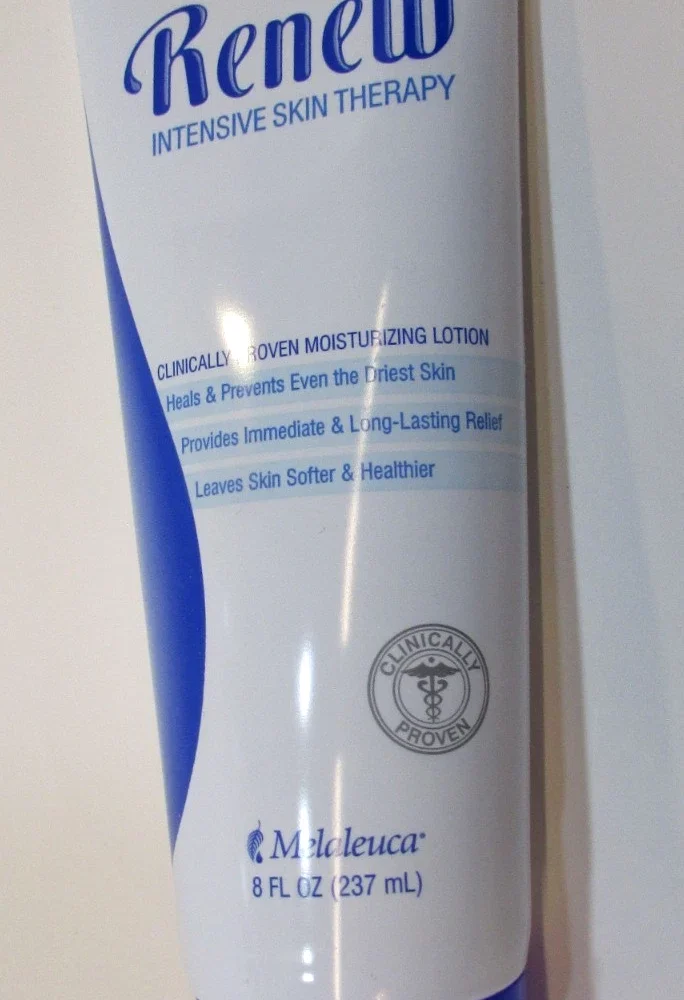 Renew
INTENSIVE SKIN THERAPY
CLINICALLY PROVEN MOISTURIZING LOTION
Heals & Prevents Even the Driest Skin
Provides Immediate & Long-Lasting Relief
Leaves Skin Softer & Healthier
CLINICALLY
PROVEN
Melaleuca®
8 FL OZ (237 mL)